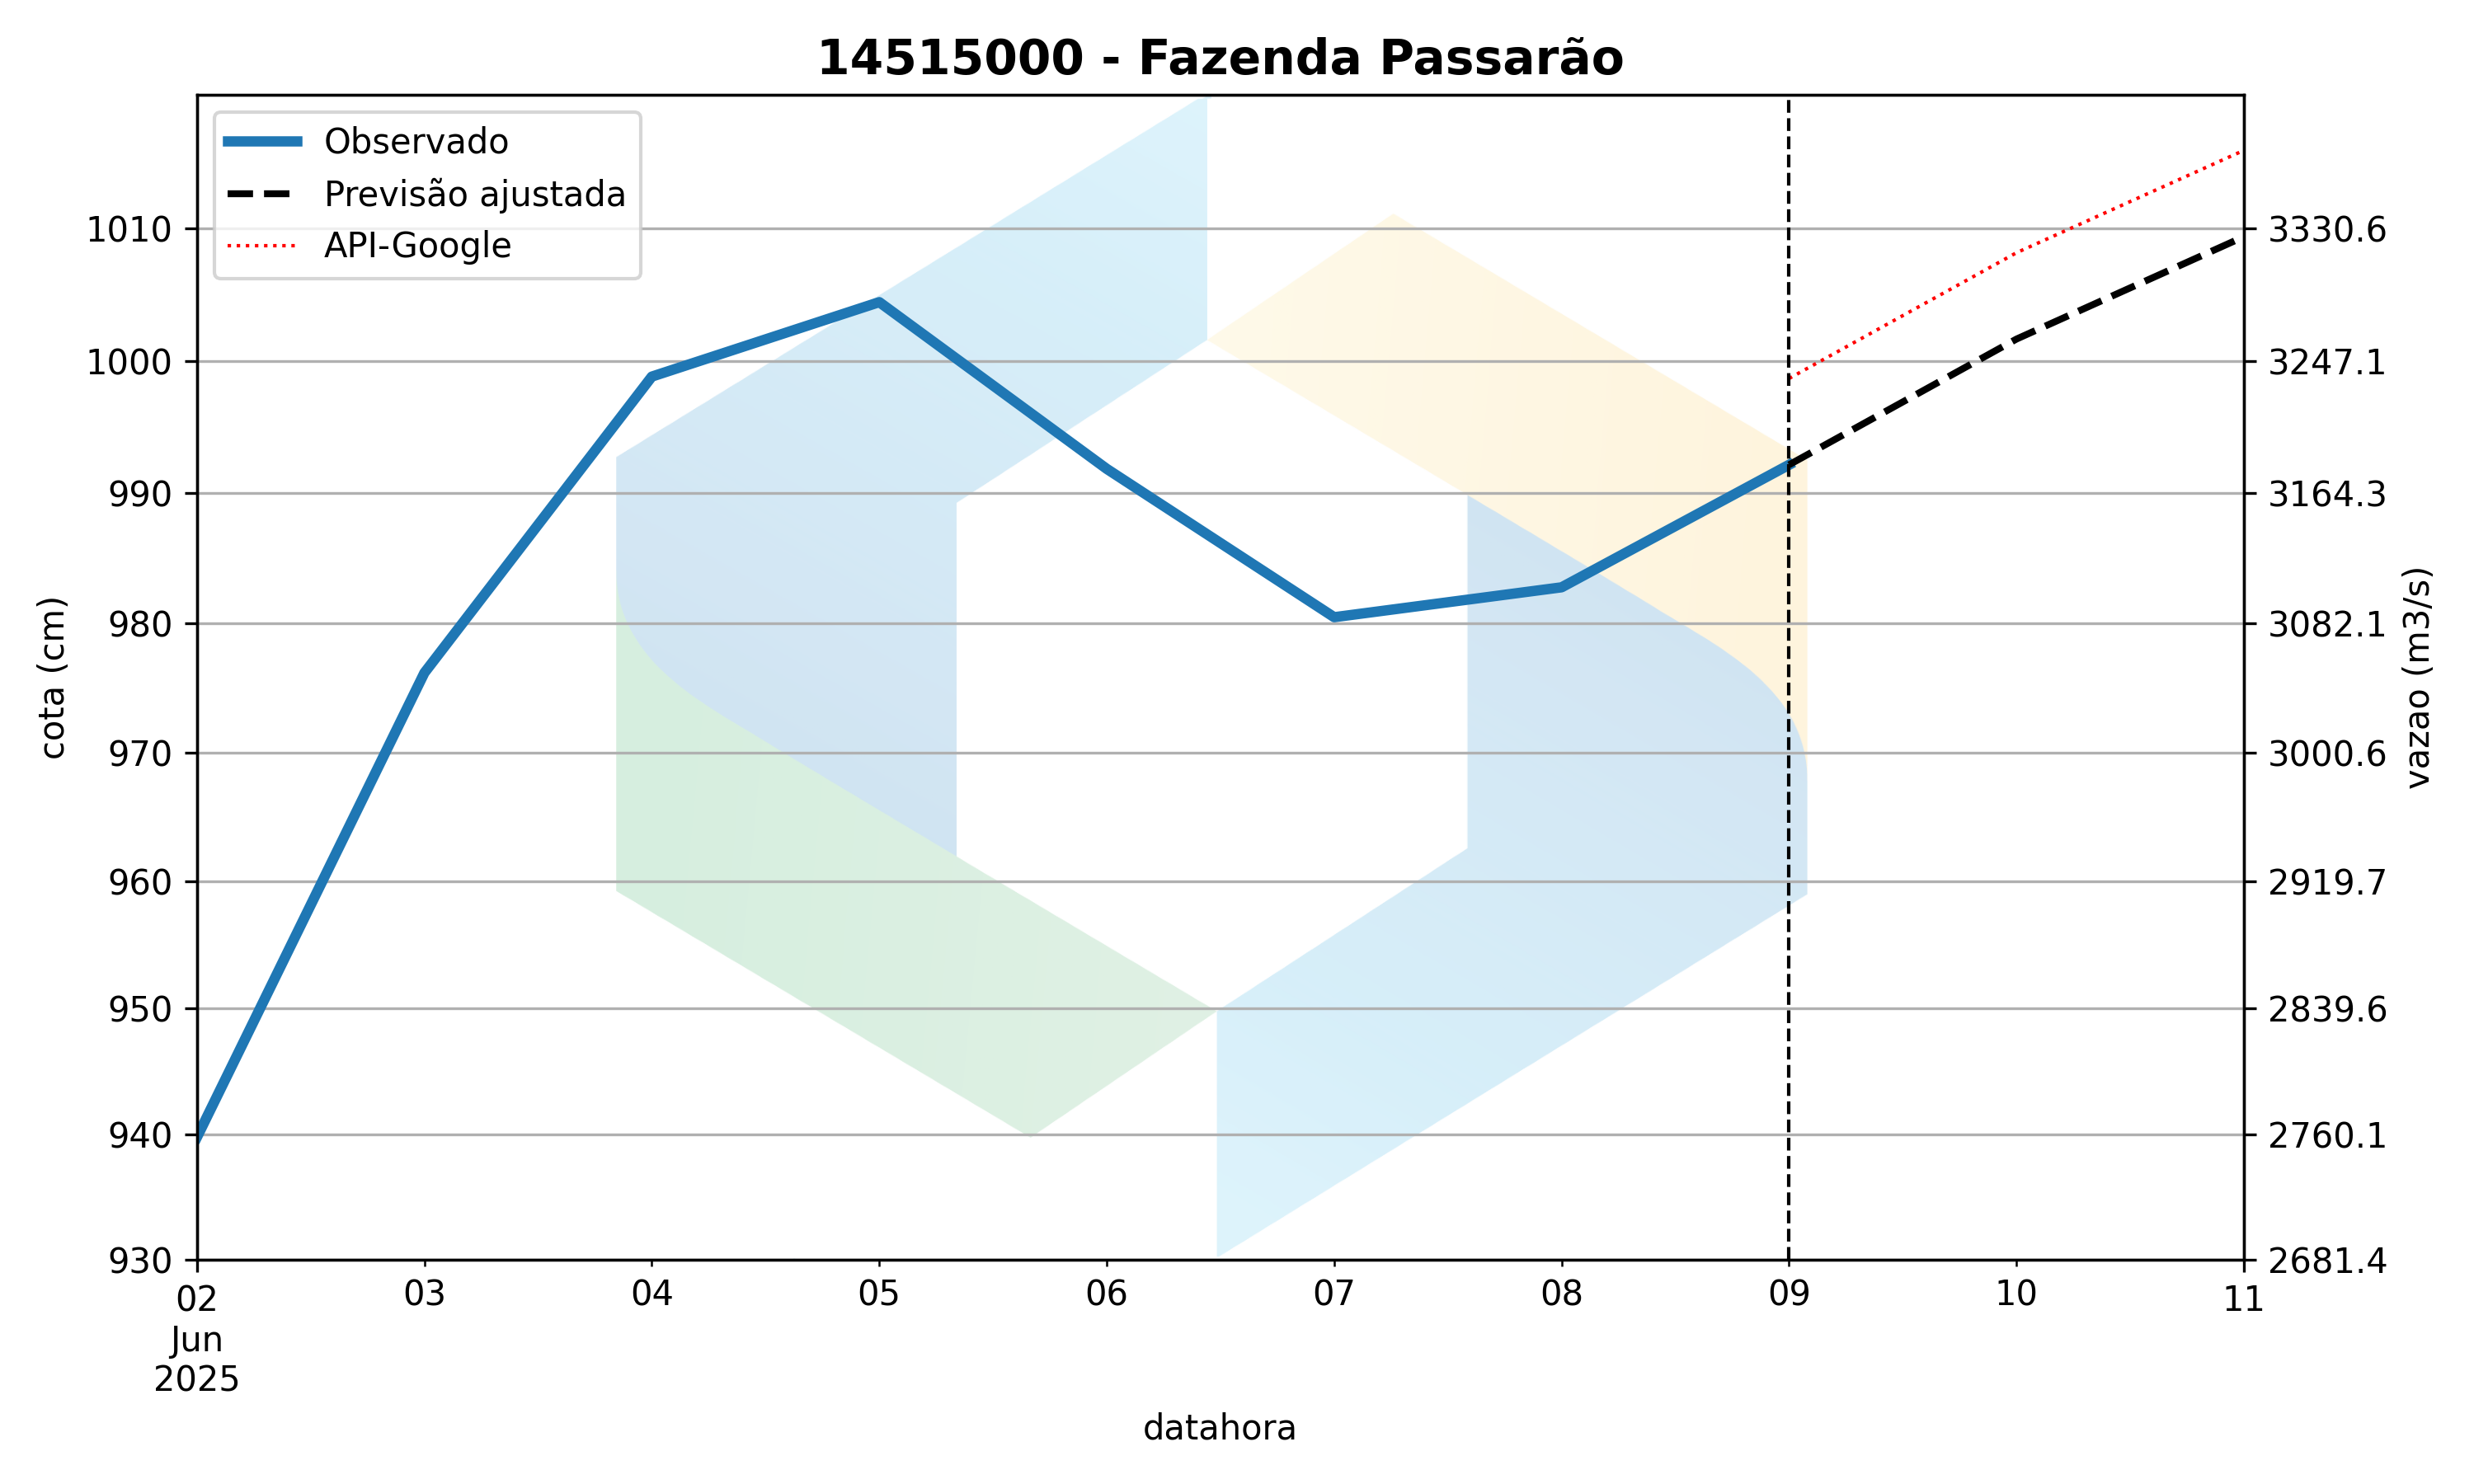 14515000 - Fazenda Passarão
Observado
Previsão ajustada
API-Google
1010
1000
990
980
970
960
950
940
930
cota (cm)
3330.6
3247.1
3164.3
3082.1
3000.6
2919.7
2839.6
2760.1
2681.4
vazao (m3/s)
02 03 04 05 06 07 08 09 10 11
Jun
2025
datahora